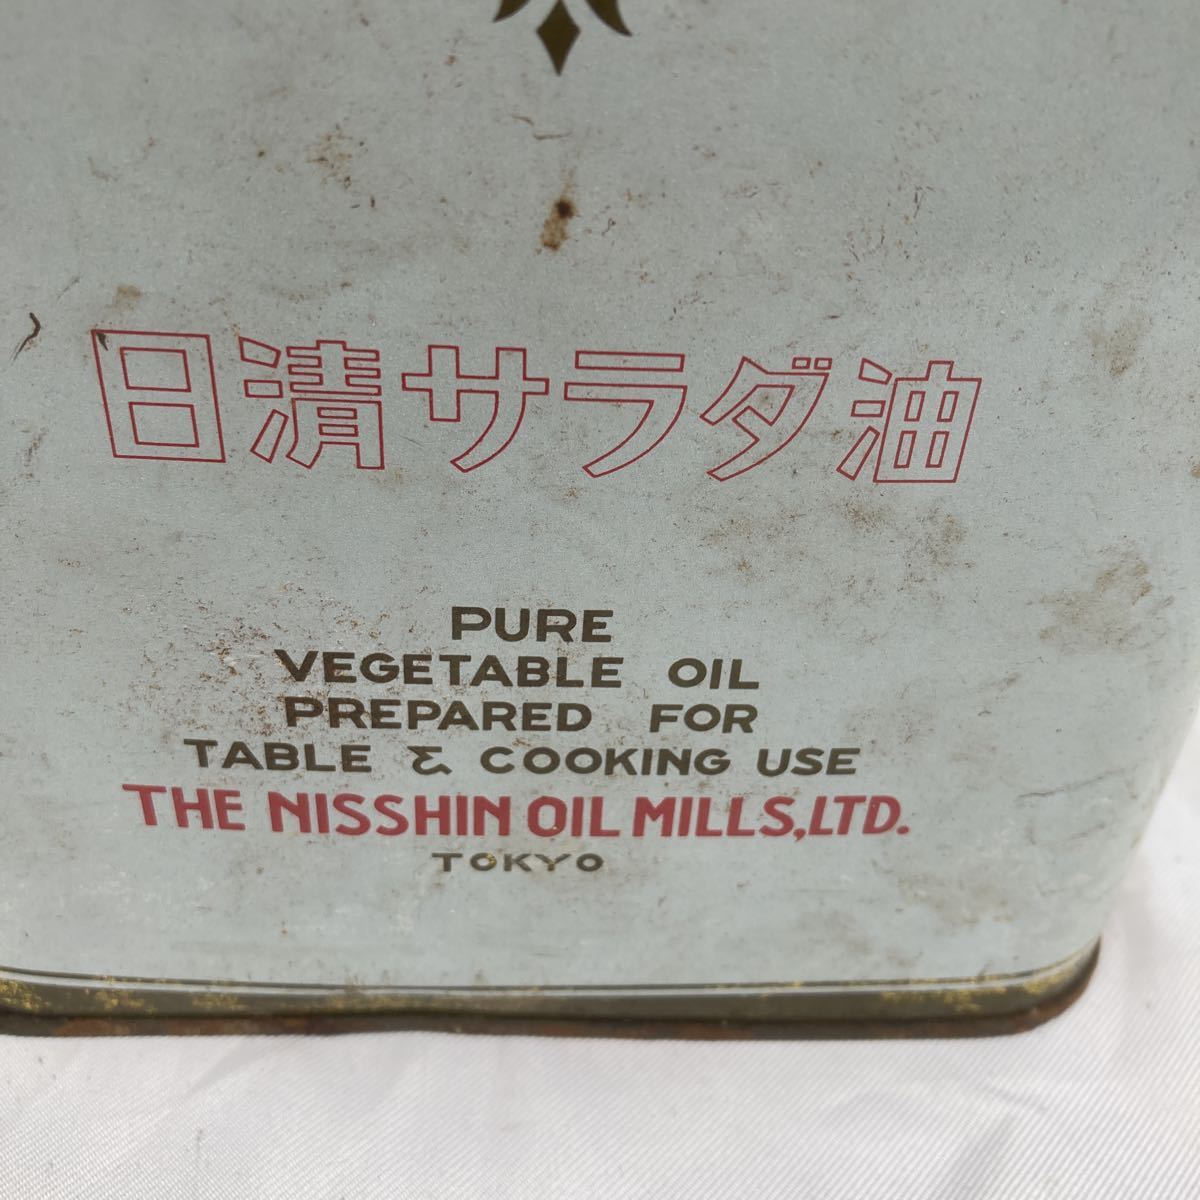 日清サラダ油
PURE
VEGETABLE OIL
PREPARED FOR
TABLE & COOKING USE
THE NISSHIN OIL MILLS, LTD.
TOKYO